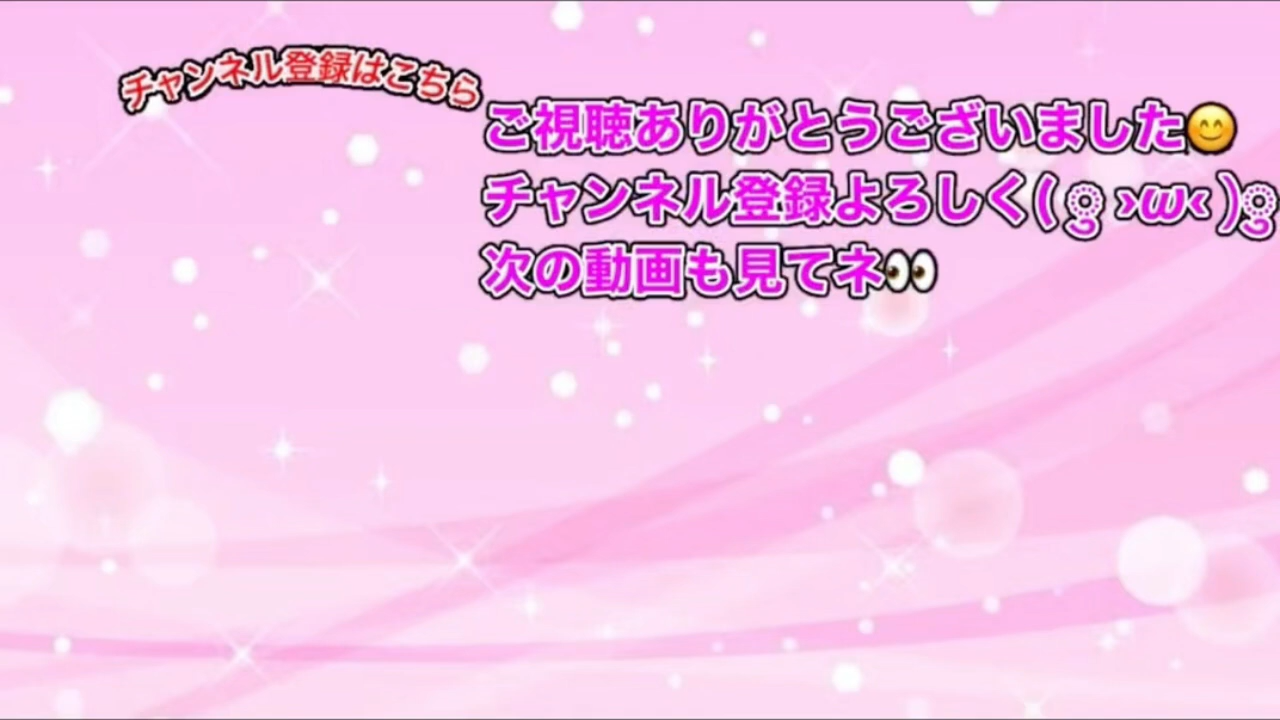 チャンネル登録はこちら
ご視聴ありがとうございました😊
チャンネル登録よろしく( ུ ›ω‹ ) ུ
次の動画も見てネ👀